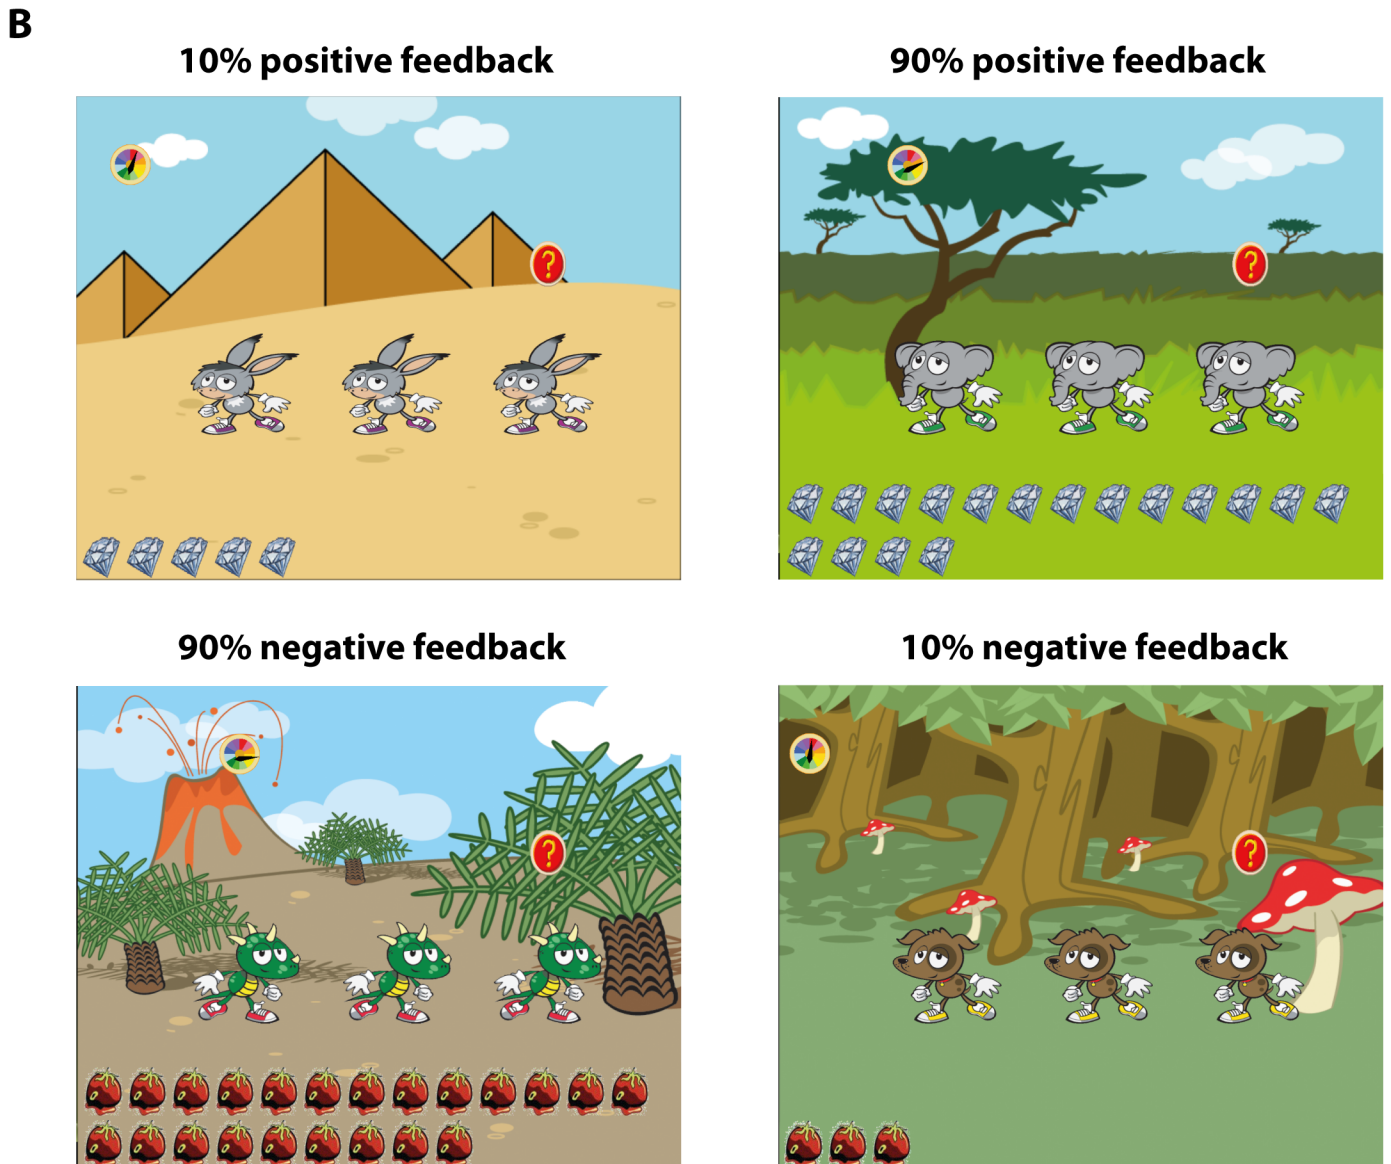 B
10% positive feedback
90% positive feedback
?
?
90% negative feedback
10% negative feedback
?
?